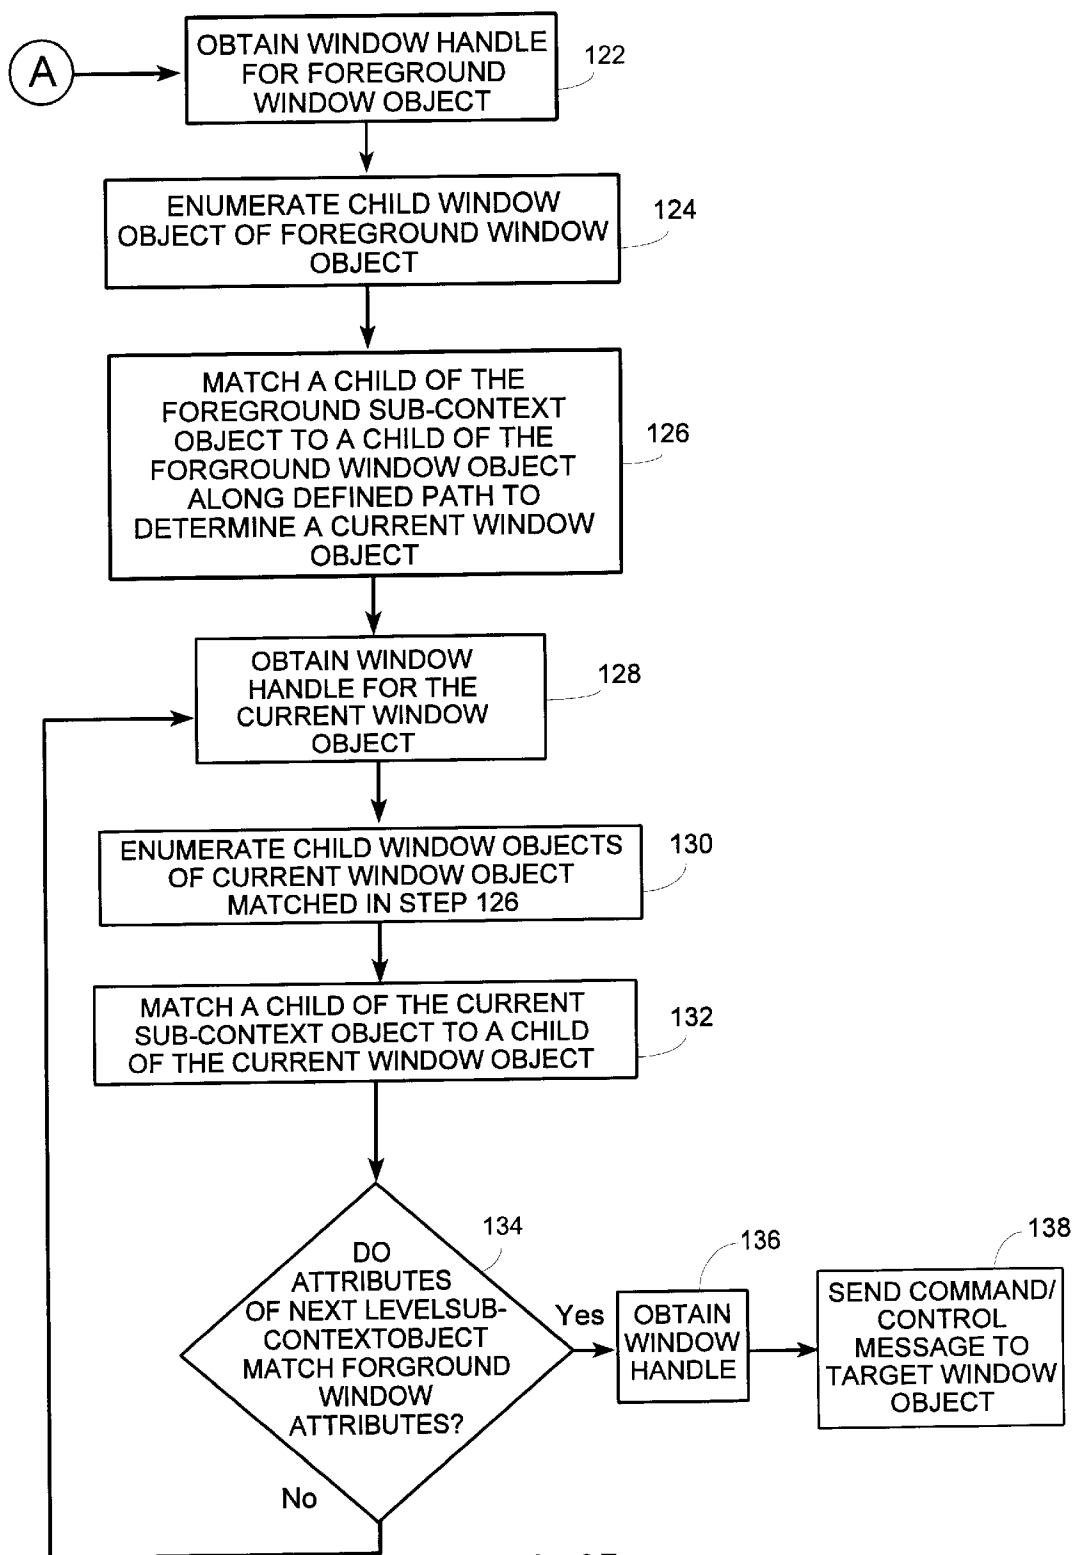 A
OBTAIN WINDOW HANDLE
FOR FOREGROUND
WINDOW OBJECT
122
ENUMERATE CHILD WINDOW
OBJECT OF FOREGROUND WINDOW
OBJECT
124
MATCH A CHILD OF THE
FOREGROUND SUB-CONTEXT
OBJECT TO A CHILD OF THE
FORGROUND WINDOW OBJECT
ALONG DEFINED PATH TO
DETERMINE A CURRENT WINDOW
OBJECT
126
OBTAIN WINDOW
HANDLE FOR THE
CURRENT WINDOW
OBJECT
128
ENUMERATE CHILD WINDOW OBJECTS
OF CURRENT WINDOW OBJECT
MATCHED IN STEP 126
130
MATCH A CHILD OF THE CURRENT
SUB-CONTEXT OBJECT TO A CHILD
OF THE CURRENT WINDOW OBJECT
132
DO
ATTRIBUTES
OF NEXT LEVELSUB-
CONTEXTOBJECT
MATCH FORGROUND
WINDOW
ATTRIBUTES?
134
Yes
No
OBTAIN
WINDOW
HANDLE
136
SEND COMMAND/
CONTROL
MESSAGE TO
TARGET WINDOW
OBJECT
138